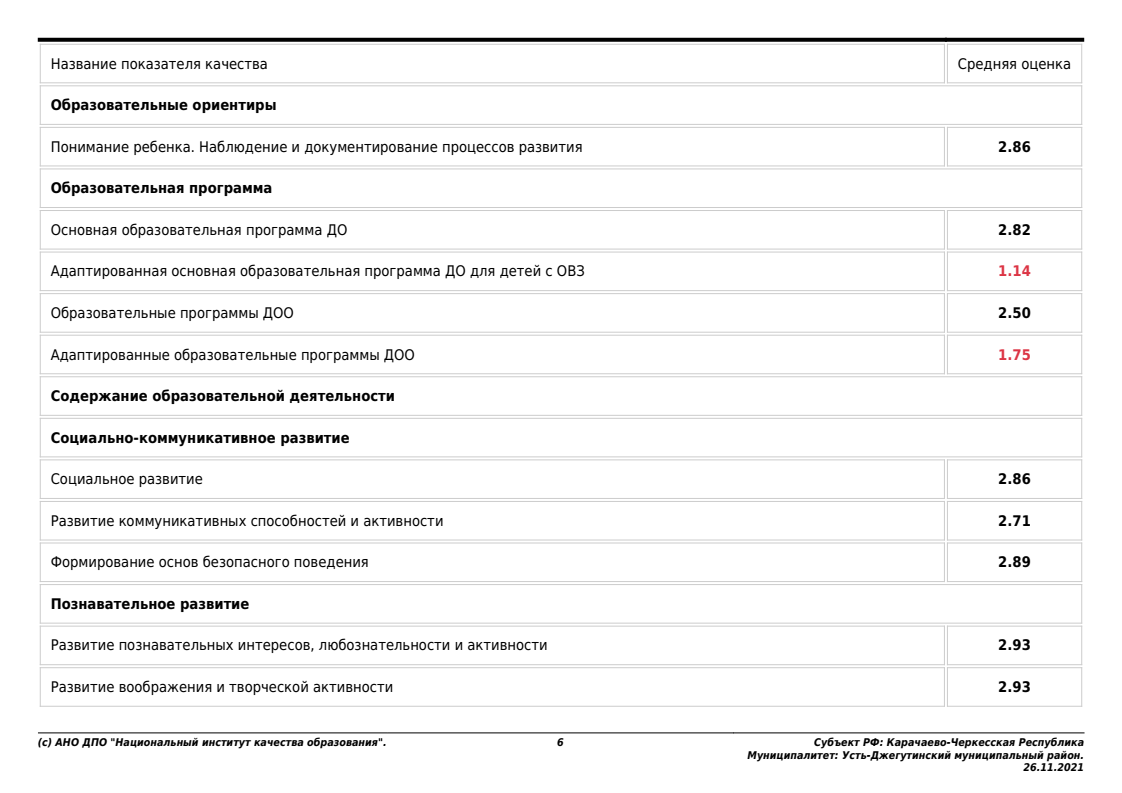 Название показателя качества Средняя оценка
Образовательные ориентиры
Понимание ребенка. Наблюдение и документирование процессов развития 2.86
Образовательная программа
Основная образовательная программа ДО 2.82
Адаптированная основная образовательная программа ДО для детей с ОВЗ 1.14
Образовательные программы ДОО 2.50
Адаптированные образовательные программы ДОО 1.75
Содержание образовательной деятельности
Социально-коммуникативное развитие
Социальное развитие 2.86
Развитие коммуникативных способностей и активности 2.71
Формирование основ безопасного поведения 2.89
Познавательное развитие
Развитие познавательных интересов, любознательности и активности 2.93
Развитие воображения и творческой активности 2.93
(с) АНО ДПО "Национальный институт качества образования". 6 Субъект РФ: Карачаево-Черкесская Республика
Муниципалитет: Усть-Джегутинский муниципальный район.
26.11.2021